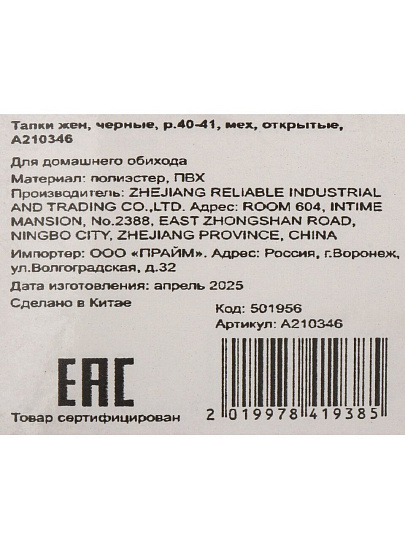 Тапки жен, черные, р.40-41, мех, открытые,
А210346
Для домашнего обихода
Материал: полиэстер, ПВХ
Производитель: ZHEJIANG RELIABLE INDUSTRIAL
AND TRADING CO.,LTD. Адрес: ROOM 604, INTIME
MANSION, No.2388, EAST ZHONGSHAN ROAD,
NINGBO CITY, ZHEJIANG PROVINCE, CHINA
Импортер: ООО «ПРАЙМ». Адрес: Россия, г.Воронеж,
ул.Волгоградская, д.32
Дата изготовления: апрель 2025
Сделано в Китае
Код: 501956
Артикул: А210346
ЕАС
Товар сертифицирован
2 019978 419385